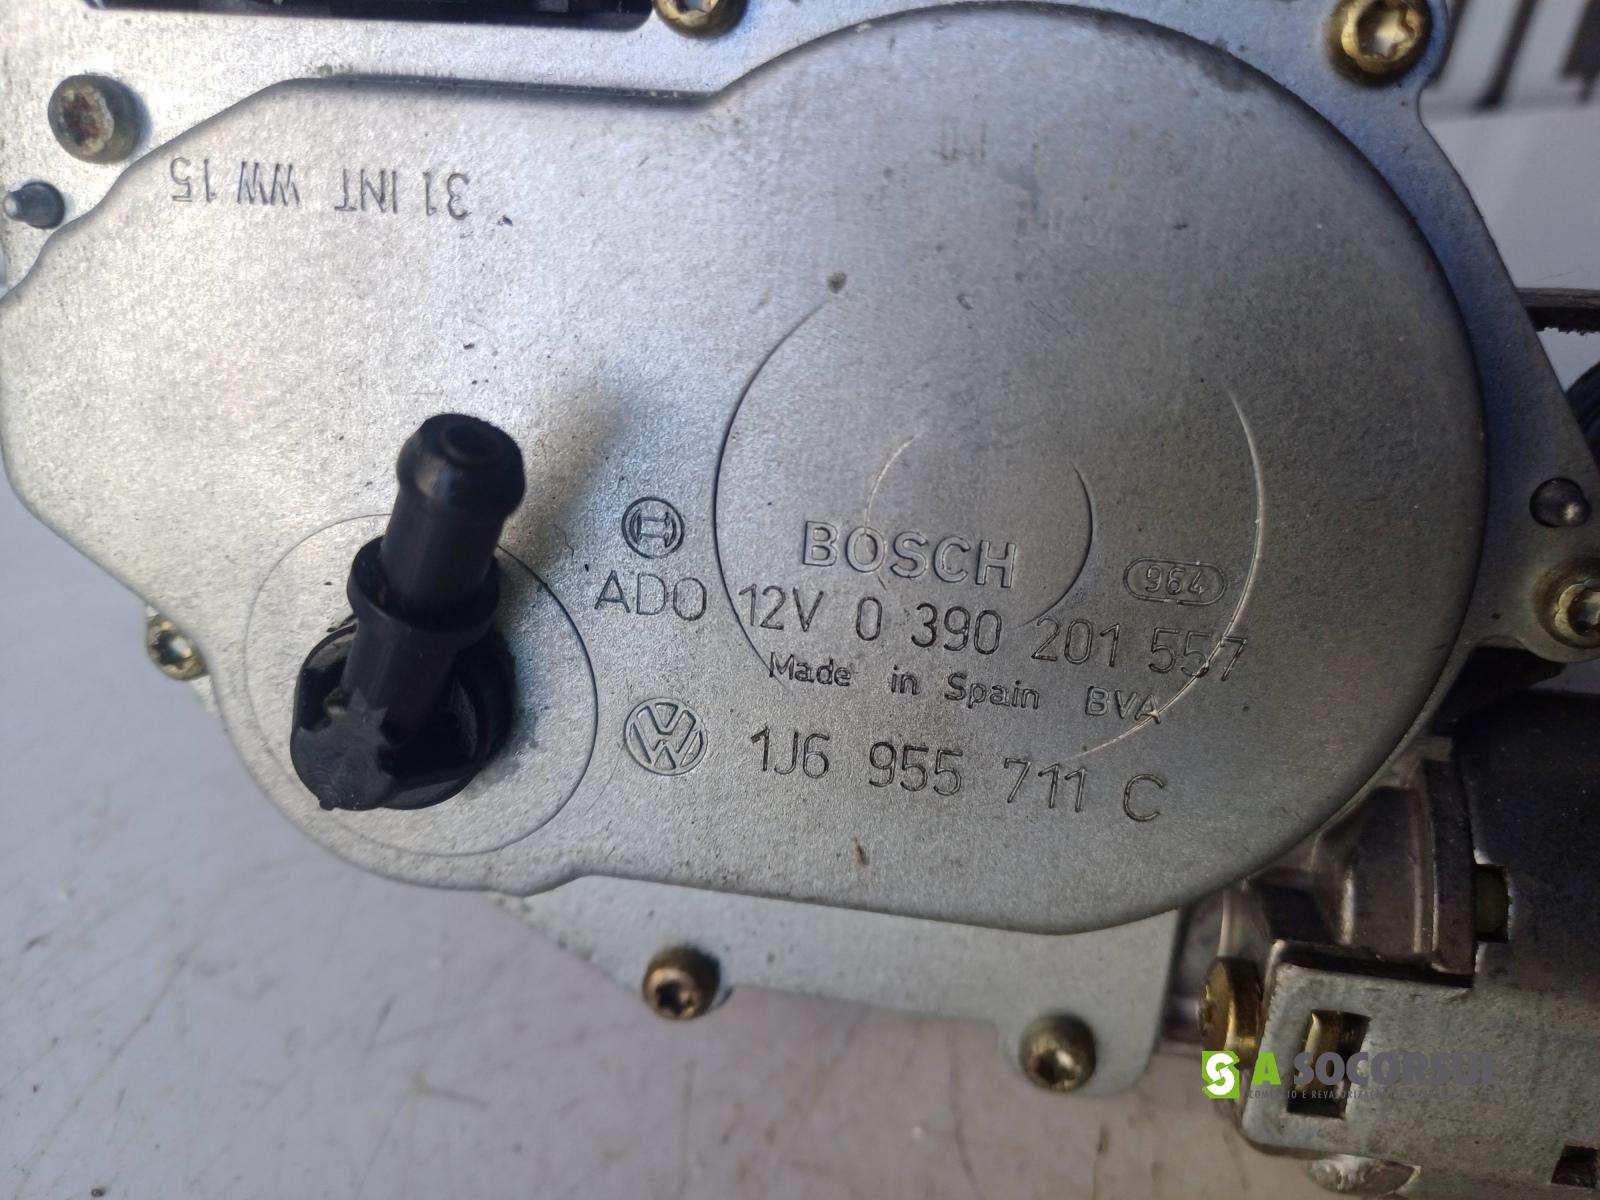 31 INT WW 15
BOSCH
964
ADO 12V 0 390 201 557
Made in Spain BVA
1J6 955 711 C
ASOCORSUL